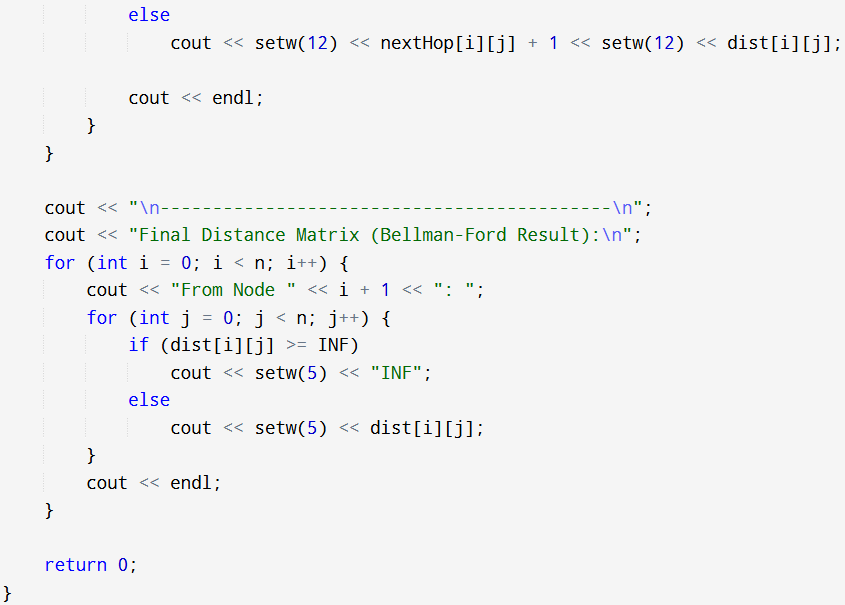 else
cout << setw(12) << nextHop[i][j] + 1 << setw(12) << dist[i][j];
cout << endl;
}
}
cout << "\n-------------------------------------------\n";
cout << "Final Distance Matrix (Bellman-Ford Result):\n";
for (int i = 0; i < n; i++) {
cout << "From Node " << i + 1 << ": ";
for (int j = 0; j < n; j++) {
if (dist[i][j] >= INF)
cout << setw(5) << "INF";
else
cout << setw(5) << dist[i][j];
}
cout << endl;
}
return 0;
}